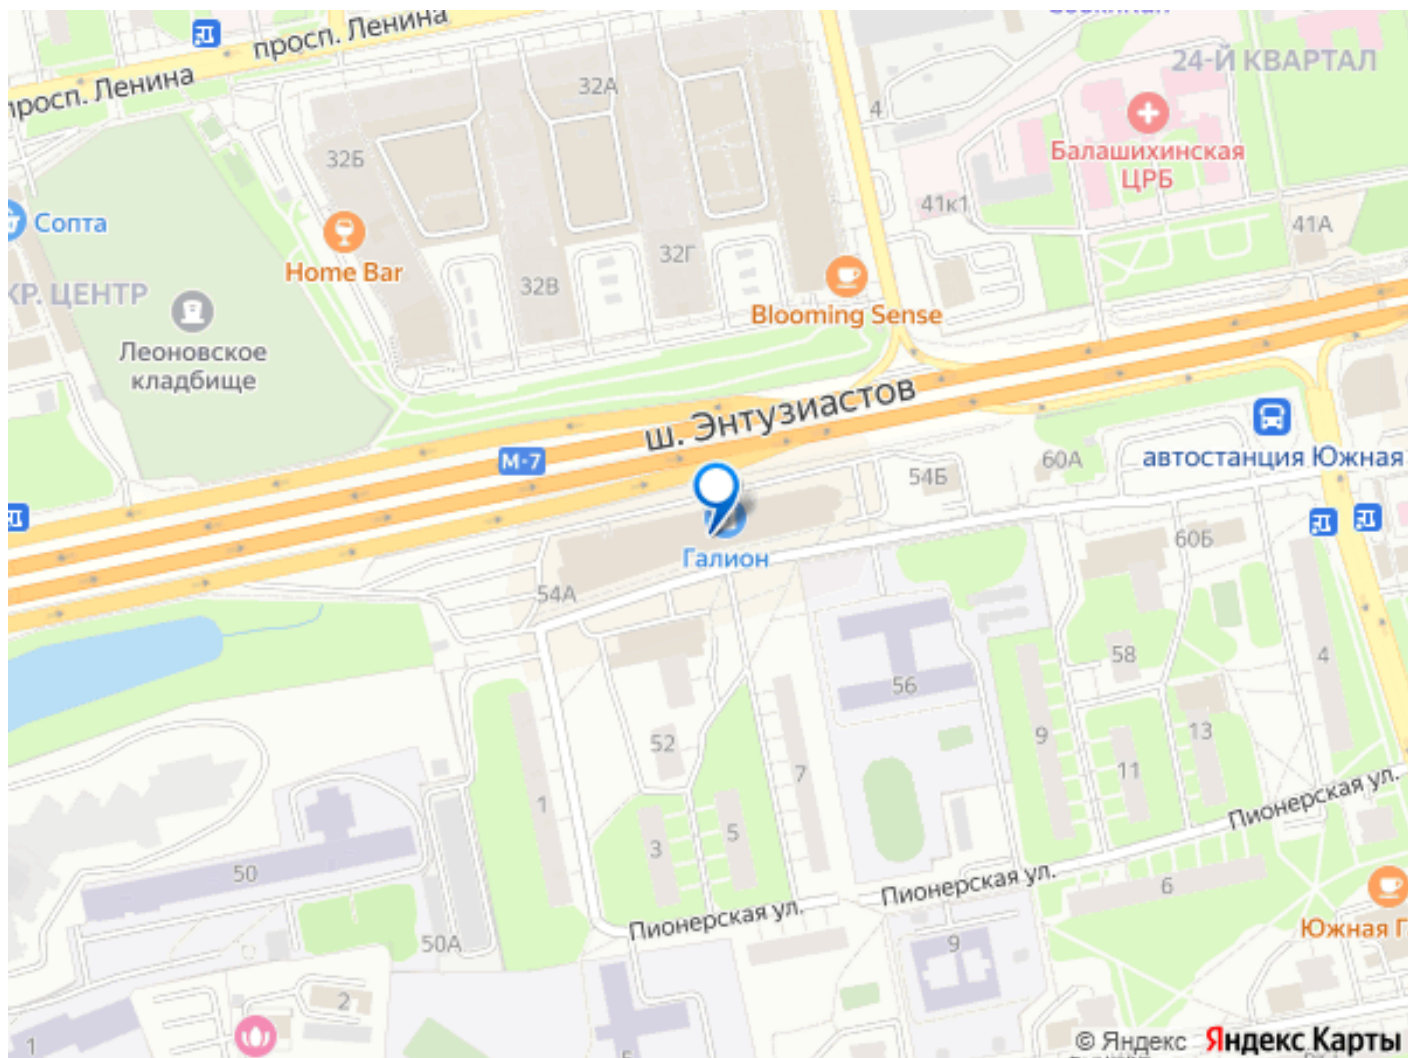 просп. Ленина
просп. Ленина
24-Й КВАРТАЛ
32А
4
32Б
Балашихинская
ЦРБ
41к1
41А
Сопта
Home Bar
32Г
32В
КР. ЦЕНТР
Blooming Sense
Леоновское
кладбище
ш. Энтузиастов
М-7
54Б
60А
автостанция Южная
Галион
60Б
54А
58
4
56
52
9
13
7
11
1
5
3
Пионерская ул.
50
Пионерская ул.
6
Пионерская ул.
50А
9
Южная Г
2
1
5
© Яндекс Яндекс Карты